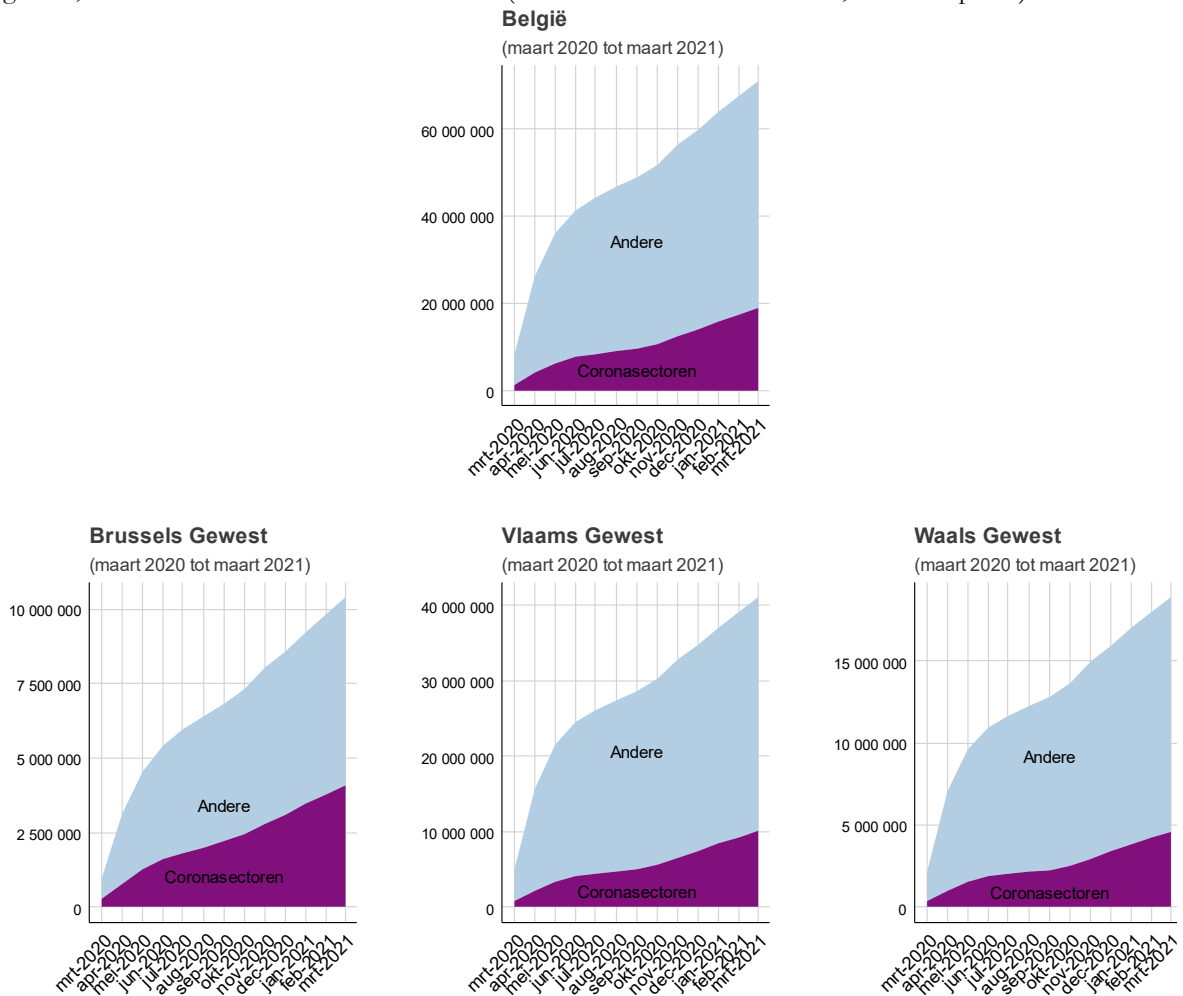 België
(maart 2020 tot maart 2021)
60 000 000
40 000 000
20 000 000
0
Andere
Coronasectoren
mrt-2020
apr-2020
mei-2020
jun-2020
jul-2020
aug-2020
sep-2020
okt-2020
nov-2020
dec-2020
jan-2021
feb-2021
mrt-2021
Brussels Gewest
(maart 2020 tot maart 2021)
10 000 000
7 500 000
5 000 000
2 500 000
0
Andere
Coronasectoren
mrt-2020
apr-2020
mei-2020
jun-2020
jul-2020
aug-2020
sep-2020
okt-2020
nov-2020
dec-2020
jan-2021
feb-2021
mrt-2021
Vlaams Gewest
(maart 2020 tot maart 2021)
40 000 000
30 000 000
20 000 000
10 000 000
0
Andere
Coronasectoren
mrt-2020
apr-2020
mei-2020
jun-2020
jul-2020
aug-2020
sep-2020
okt-2020
nov-2020
dec-2020
jan-2021
feb-2021
mrt-2021
Waals Gewest
(maart 2020 tot maart 2021)
15 000 000
10 000 000
5 000 000
0
Andere
Coronasectoren
mrt-2020
apr-2020
mei-2020
jun-2020
jul-2020
aug-2020
sep-2020
okt-2020
nov-2020
dec-2020
jan-2021
feb-2021
mrt-2021